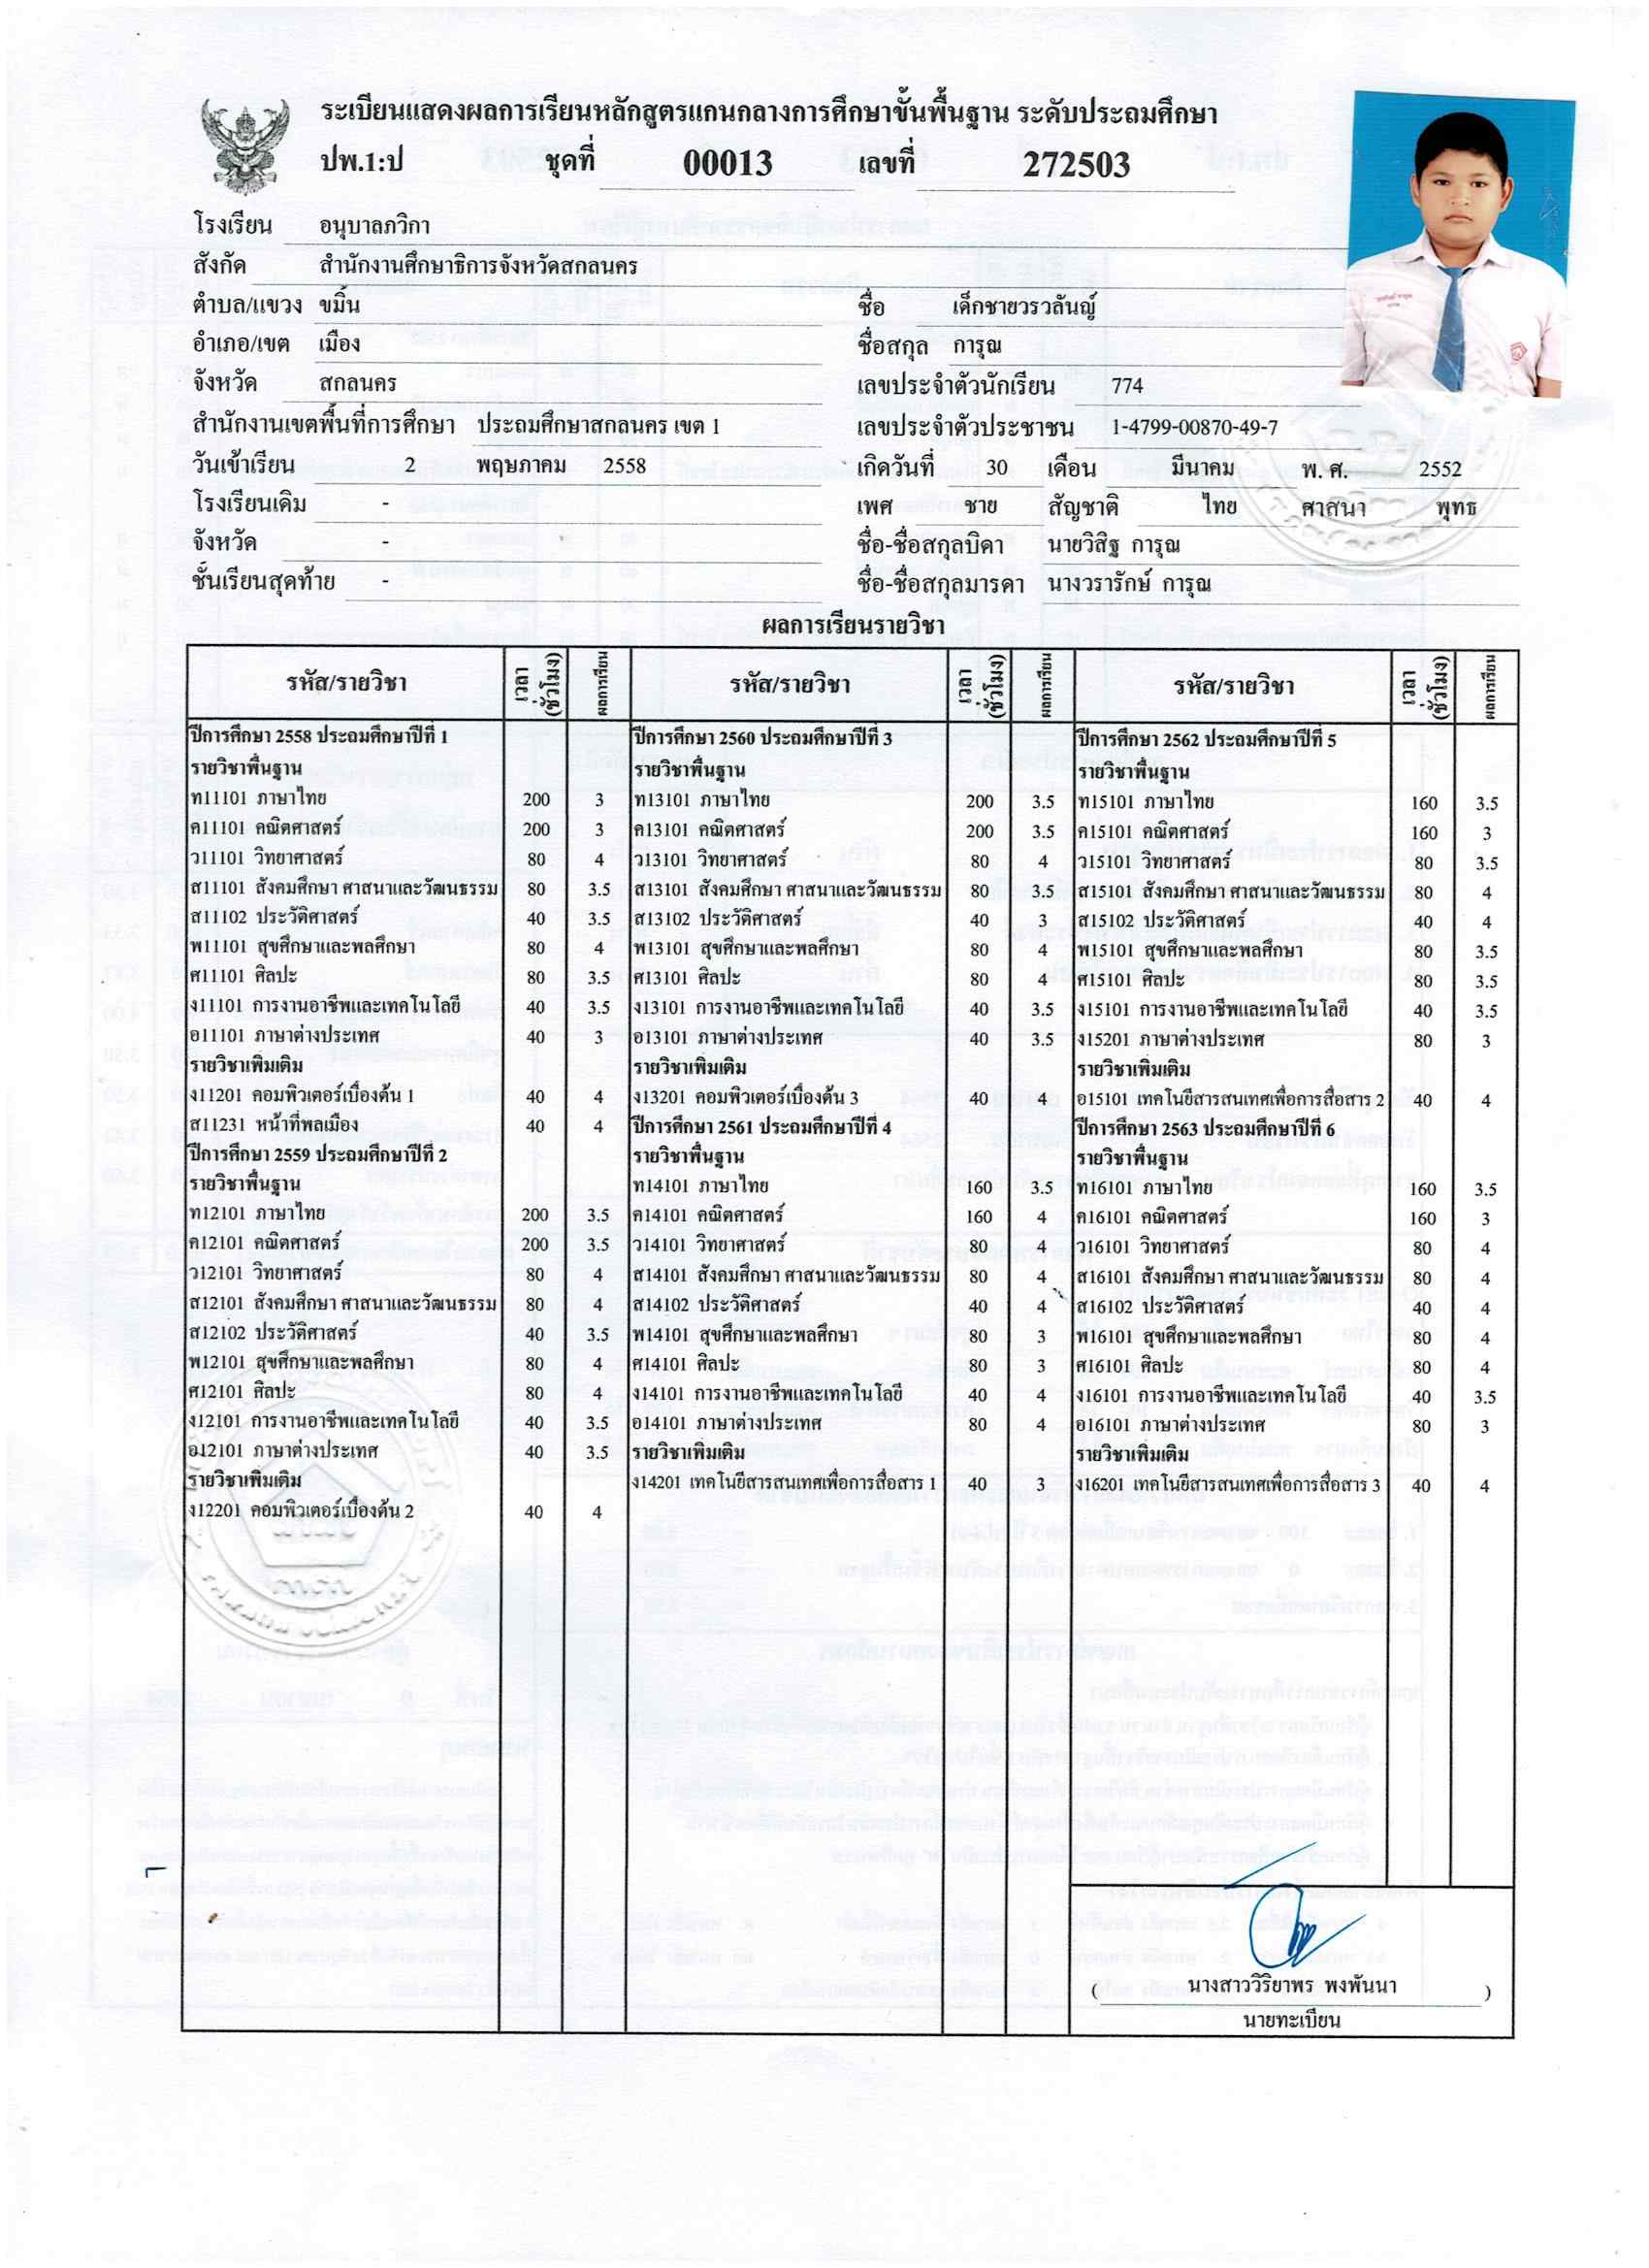 ระเบียนแสดงผลการเรียนหลักสูตรแกนกลางการศึกษาขั้นพื้นฐาน ระดับประถมศึกษา
ปพ.1:ป ชุดที่ 00013 เลขที่ 272503
โรงเรียน อนุบาลภวิกา
สังกัด สำนักงานศึกษาธิการจังหวัดสกลนคร
ตำบล/แขวง ขมิ้น
อำเภอ/เขต เมือง
จังหวัด สกลนคร
สำนักงานเขตพื้นที่การศึกษา ประถมศึกษาสกลนคร เขต 1
วันเข้าเรียน 2 พฤษภาคม 2558
โรงเรียนเดิม -
จังหวัด -
ชั้นเรียนสุดท้าย -
ชื่อ เด็กชายวรวลันญ์
ชื่อสกุล การุณ
เลขประจำตัวนักเรียน 774
เลขประจำตัวประชาชน 1-4799-00870-49-7
เกิดวันที่ 30 เดือน มีนาคม พ. ศ. 2552
เพศ ชาย สัญชาติ ไทย ศาสนา พุทธ
ชื่อ-ชื่อสกุลบิดา นายวิสิฐ การุณ
ชื่อ-ชื่อสกุลมารดา นางวรารักษ์ การุณ
ผลการเรียนรายวิชา
รหัส/รายวิชา เวลา (ชั่วโมง) ผลการเรียน
ปีการศึกษา 2558 ประถมศึกษาปีที่ 1
รายวิชาพื้นฐาน
ท11101 ภาษาไทย 200 3
ค11101 คณิตศาสตร์ 200 3
ว11101 วิทยาศาสตร์ 80 4
ส11101 สังคมศึกษา ศาสนาและวัฒนธรรม 80 3.5
ส11102 ประวัติศาสตร์ 40 3.5
พ11101 สุขศึกษาและพลศึกษา 80 4
ศ11101 ศิลปะ 80 3.5
ง11101 การงานอาชีพและเทคโนโลยี 40 3.5
อ11101 ภาษาต่างประเทศ 40 3
รายวิชาเพิ่มเติม
ง11201 คอมพิวเตอร์เบื้องต้น 1 40 4
ส11231 หน้าที่พลเมือง 40 4
ปีการศึกษา 2559 ประถมศึกษาปีที่ 2
รายวิชาพื้นฐาน
ท12101 ภาษาไทย 200 3.5
ค12101 คณิตศาสตร์ 200 3.5
ว12101 วิทยาศาสตร์ 80 4
ส12101 สังคมศึกษา ศาสนาและวัฒนธรรม 80 4
ส12102 ประวัติศาสตร์ 40 3.5
พ12101 สุขศึกษาและพลศึกษา 80 4
ศ12101 ศิลปะ 80 4
ง12101 การงานอาชีพและเทคโนโลยี 40 3.5
อ12101 ภาษาต่างประเทศ 40 3.5
รายวิชาเพิ่มเติม
ง12201 คอมพิวเตอร์เบื้องต้น 2 40 4
รหัส/รายวิชา เวลา (ชั่วโมง) ผลการเรียน
ปีการศึกษา 2560 ประถมศึกษาปีที่ 3
รายวิชาพื้นฐาน
ท13101 ภาษาไทย 200 3.5
ค13101 คณิตศาสตร์ 200 3.5
ว13101 วิทยาศาสตร์ 80 4
ส13101 สังคมศึกษา ศาสนาและวัฒนธรรม 80 3.5
ส13102 ประวัติศาสตร์ 40 3
พ13101 สุขศึกษาและพลศึกษา 80 4
ศ13101 ศิลปะ 80 4
ง13101 การงานอาชีพและเทคโนโลยี 40 3.5
อ13101 ภาษาต่างประเทศ 40 3.5
รายวิชาเพิ่มเติม
ง13201 คอมพิวเตอร์เบื้องต้น 3 40 4
ปีการศึกษา 2561 ประถมศึกษาปีที่ 4
รายวิชาพื้นฐาน
ท14101 ภาษาไทย 160 3.5
ค14101 คณิตศาสตร์ 160 4
ว14101 วิทยาศาสตร์ 80 4
ส14101 สังคมศึกษา ศาสนาและวัฒนธรรม 80 4
ส14102 ประวัติศาสตร์ 40 4
พ14101 สุขศึกษาและพลศึกษา 80 3
ศ14101 ศิลปะ 80 3
ง14101 การงานอาชีพและเทคโนโลยี 40 4
อ14101 ภาษาต่างประเทศ 80 4
รายวิชาเพิ่มเติม
ง14201 เทคโนยีสารสนเทศเพื่อการสื่อสาร 1 40 3
รหัส/รายวิชา เวลา (ชั่วโมง) ผลการเรียน
ปีการศึกษา 2562 ประถมศึกษาปีที่ 5
รายวิชาพื้นฐาน
ท15101 ภาษาไทย 160 3.5
ค15101 คณิตศาสตร์ 160 3
ว15101 วิทยาศาสตร์ 80 3.5
ส15101 สังคมศึกษา ศาสนาและวัฒนธรรม 80 4
ส15102 ประวัติศาสตร์ 40 4
พ15101 สุขศึกษาและพลศึกษา 80 3.5
ศ15101 ศิลปะ 80 3.5
ง15101 การงานอาชีพและเทคโนโลยี 40 3.5
ง15201 ภาษาต่างประเทศ 80 3
รายวิชาเพิ่มเติม
อ15101 เทคโนยีสารสนเทศเพื่อการสื่อสาร 2 40 4
ปีการศึกษา 2563 ประถมศึกษาปีที่ 6
รายวิชาพื้นฐาน
ท16101 ภาษาไทย 160 3.5
ค16101 คณิตศาสตร์ 160 3
ว16101 วิทยาศาสตร์ 80 4
ส16101 สังคมศึกษา ศาสนาและวัฒนธรรม 80 4
ส16102 ประวัติศาสตร์ 40 4
พ16101 สุขศึกษาและพลศึกษา 80 4
ศ16101 ศิลปะ 80 4
ง16101 การงานอาชีพและเทคโนโลยี 40 3.5
อ16101 ภาษาต่างประเทศ 80 3
รายวิชาเพิ่มเติม
ง16201 เทคโนยีสารสนเทศเพื่อการสื่อสาร 3 40 4
( นางสาววิริยาพร พงพันนา )
นายทะเบียน